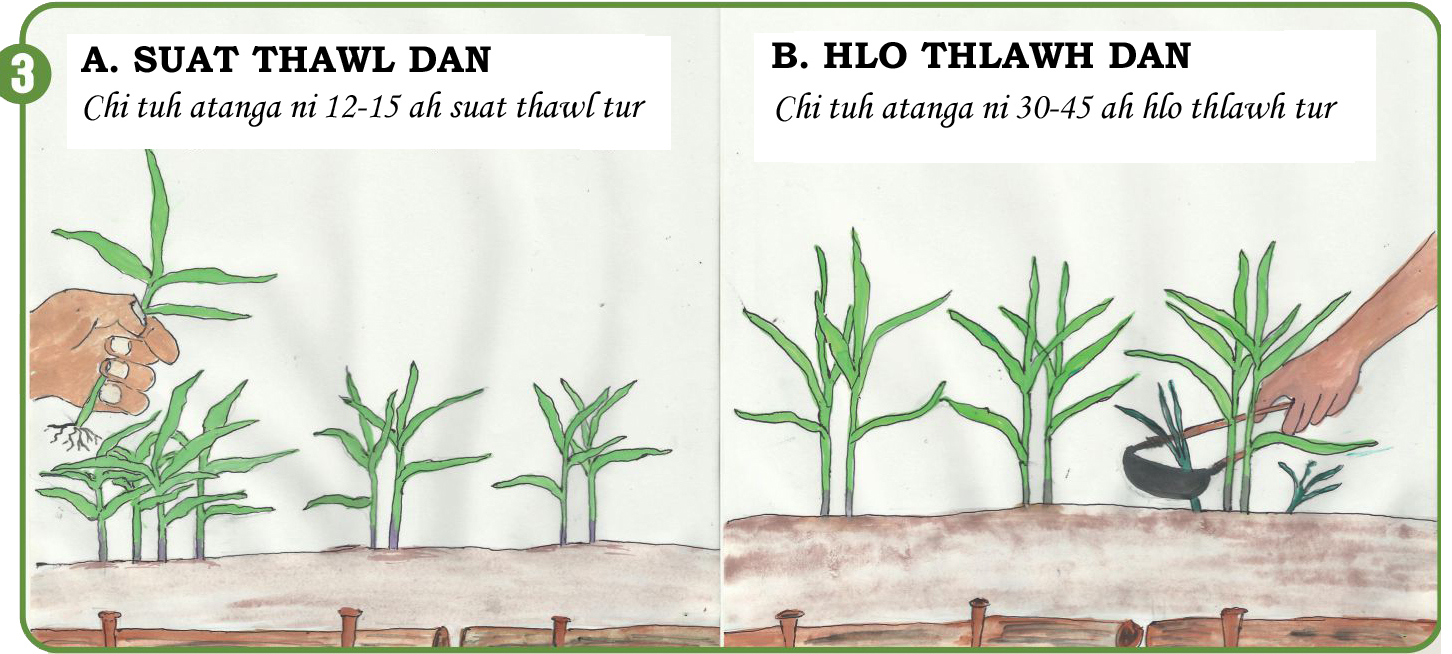 3
A. SUAT THAWL DAN
Chi tuh atanga ni 12-15 ah suat thawl tur
B. HLO THLAWH DAN
Chi tuh atanga ni 30-45 ah hlo thlawh tur